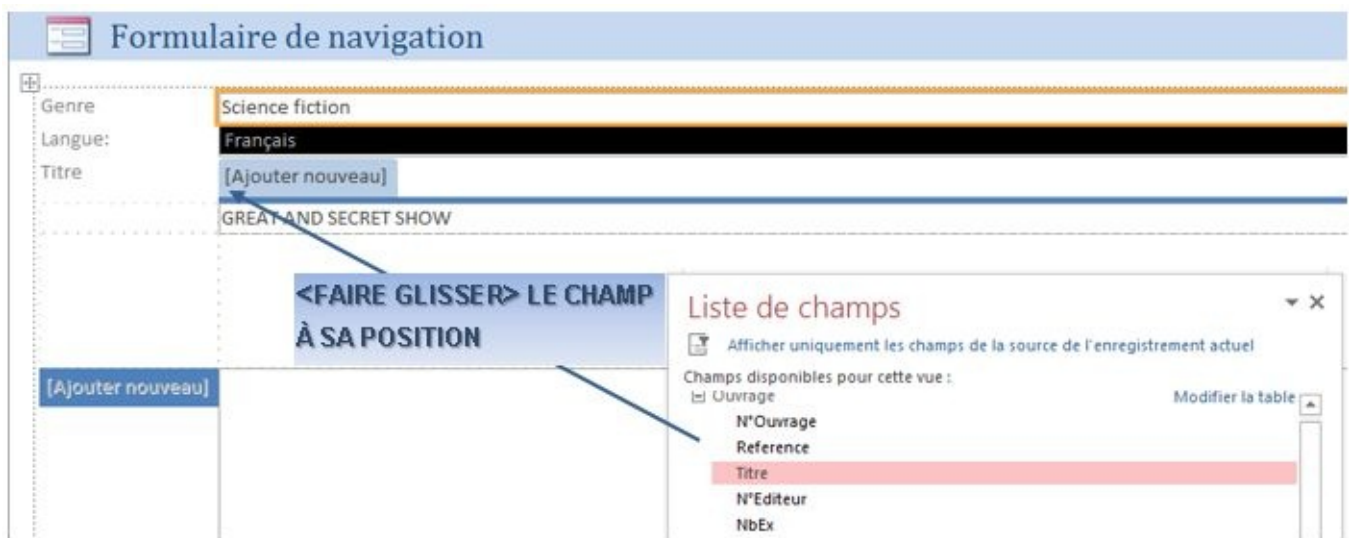 Formulaire de navigation
Genre
Science fiction
Langue:
Français
Titre
[Ajouter nouveau]
GREAT AND SECRET SHOW
<FAIRE GLISSER> LE CHAMP
À SA POSITION
[Ajouter nouveau]
Liste de champs
Afficher uniquement les champs de la source de l'enregistrement actuel
Champs disponibles pour cette vue :
Ouvrage
Modifier la table
N°Ouvrage
Reference
Titre
N°Editeur
NbEx